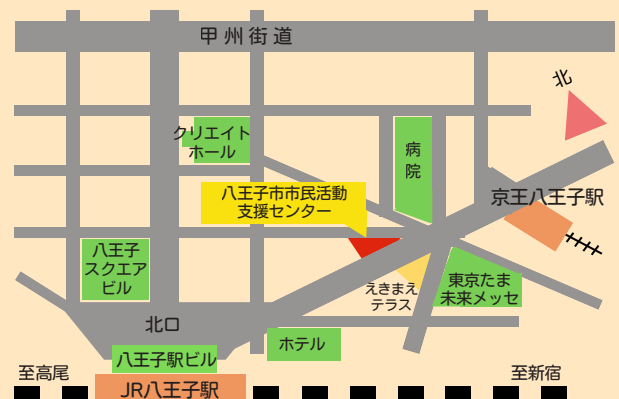 甲州街道
北
クリエイト
ホール
病
院
八王子市市民活動
支援センター
京王八王子駅
八王子
スクエア
ビル
えきまえ
テラス
東京たま
未来メッセ
北口
ホテル
八王子駅ビル
至高尾
至新宿
JR八王子駅